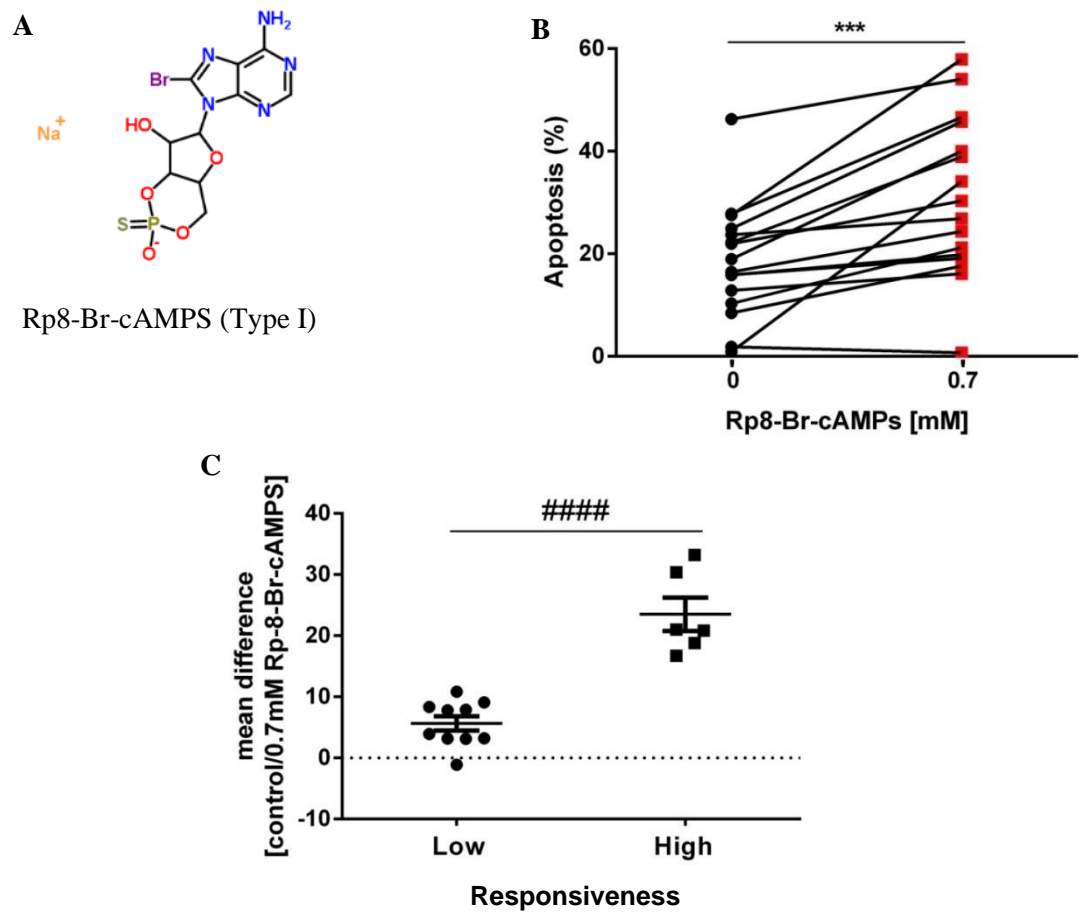 A
NH2
N
N
Br
N
N
HO
Na+
O
O
S
P
O
O-
Rp8-Br-cAMPS (Type I)
B
***
60
40
20
0
Apoptosis (%)
0
0.7
Rp8-Br-cAMPs [mM]
C
####
mean difference
[control/0.7mM Rp-8-Br-cAMPS]
40
30
20
10
0
-10
Low
High
Responsiveness